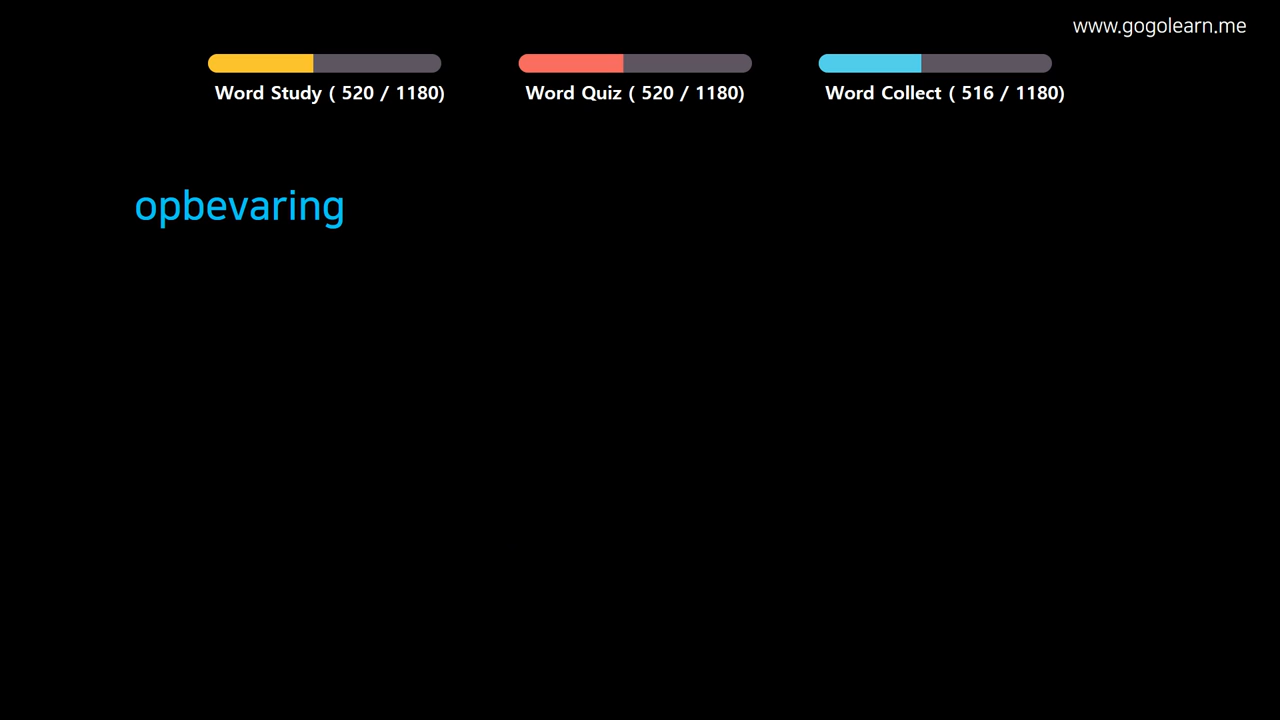 www.gogolearn.me
Word Study ( 520 / 1180)
Word Quiz ( 520 / 1180)
Word Collect ( 516 / 1180)
opbevaring